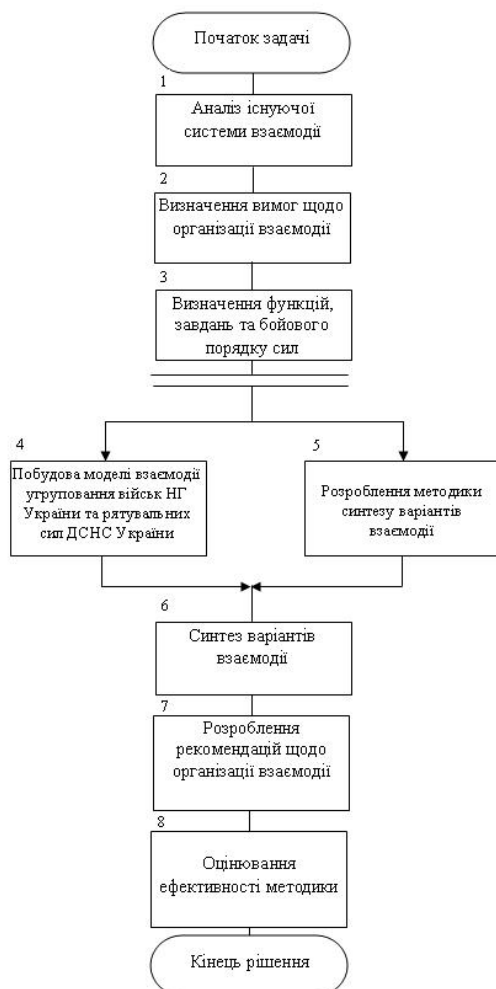 Початок задачі
1
Аналіз існуючої
системи взаємодії
2
Визначення вимог щодо
організації взаємодії
3
Визначення функцій,
завдань та бойового
порядку сил
4
Побудова моделі взаємодії
угруповання військ НГ
України та рятувальних
сил ДСНС України
5
Розроблення методики
синтезу варіантів
взаємодії
6
Синтез варіантів
взаємодії
7
Розроблення
рекомендацій щодо
організації взаємодії
8
Оцінювання
ефективності методики
Кінець рішення